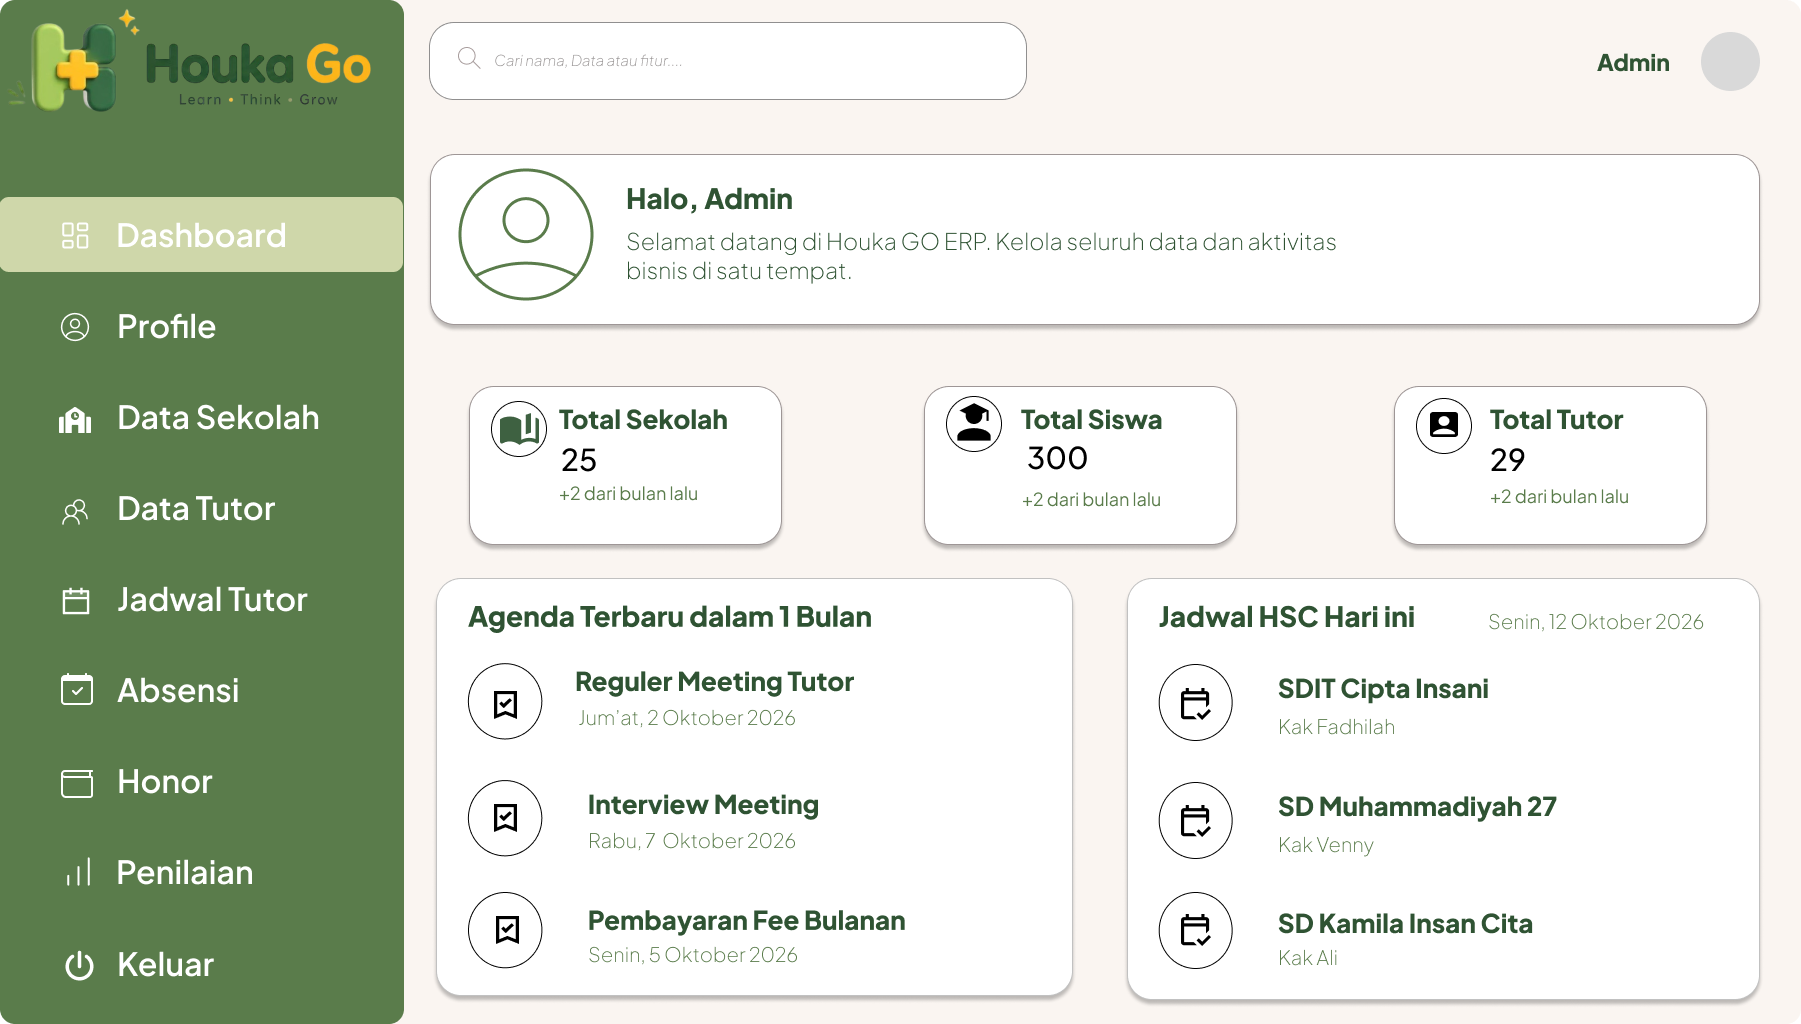 Houka Go
Learn • Think • Grow
Dashboard
Profile
Data Sekolah
Data Tutor
Jadwal Tutor
Absensi
Honor
Penilaian
Keluar
Cari nama, Data atau fitur....
Admin
Halo, Admin
Selamat datang di Houka GO ERP. Kelola seluruh data dan aktivitas
bisnis di satu tempat.
Total Sekolah
25
+2 dari bulan lalu
Total Siswa
300
+2 dari bulan lalu
Total Tutor
29
+2 dari bulan lalu
Agenda Terbaru dalam 1 Bulan
Reguler Meeting Tutor
Jum'at, 2 Oktober 2026
Interview Meeting
Rabu, 7 Oktober 2026
Pembayaran Fee Bulanan
Senin, 5 Oktober 2026
Jadwal HSC Hari ini
Senin, 12 Oktober 2026
SDIT Cipta Insani
Kak Fadhilah
SD Muhammadiyah 27
Kak Venny
SD Kamila Insan Cita
Kak Ali